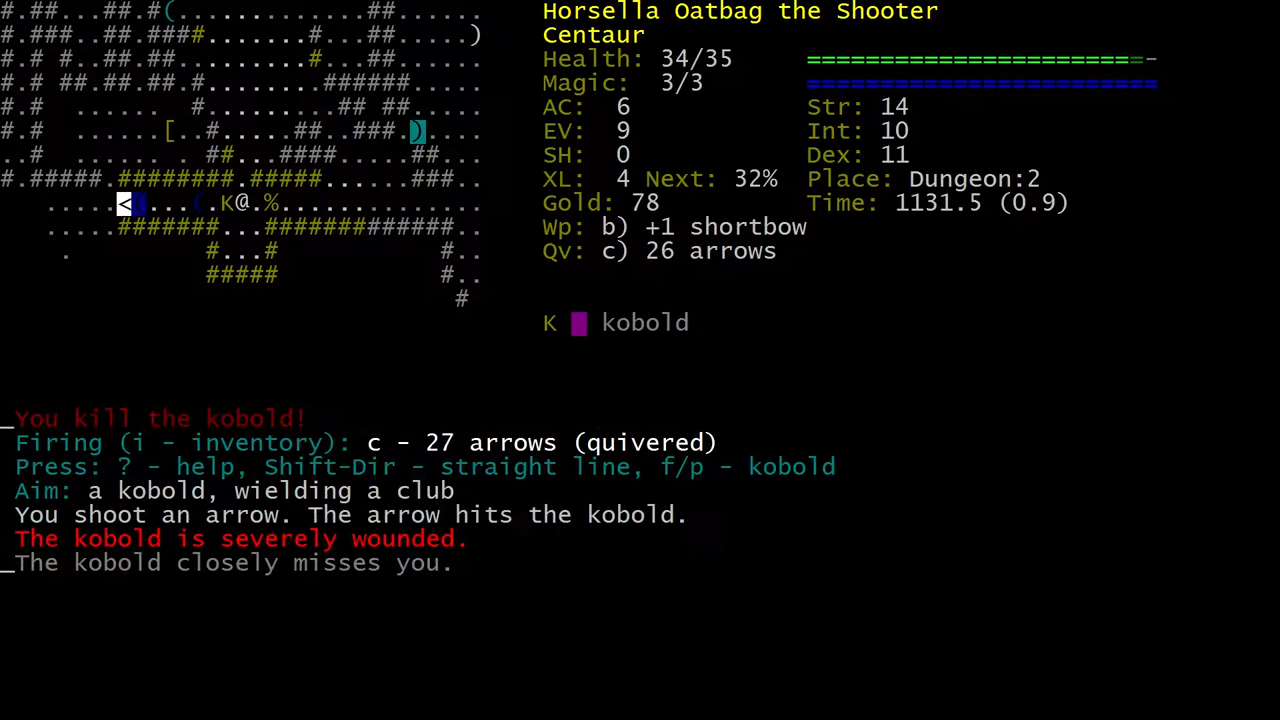 #.##...##.#(...........##...
#.###..##.###........#...##.....)
#.# #..##.##.........#...##.....
#.# ##.##.##.#........######.....
#.#  ...... .#.........## ##.....
#.#  ......[..#.....##..###.)....
..#  ...... . ##...####.....##...
#.#####.########.#####......###..
.....<(...(.K@.%.............
.....#######...#############..
.          #...#           #..
#####           #..
#
Horsella Oatbag the Shooter
Centaur
Health: 34/35 ======================-
Magic:  3/3 ========================
AC:  6 Str: 14
EV:  9 Int: 10
SH:  0 Dex: 11
XL:  4 Next: 32% Place: Dungeon:2
Gold: 78 Time: 1131.5 (0.9)
Wp: b) +1 shortbow
Qv: c) 26 arrows
K kobold
_You kill the kobold!
Firing (i - inventory): c - 27 arrows (quivered)
Press: ? - help, Shift-Dir - straight line, f/p - kobold
Aim: a kobold, wielding a club
You shoot an arrow. The arrow hits the kobold.
The kobold is severely wounded.
_The kobold closely misses you.